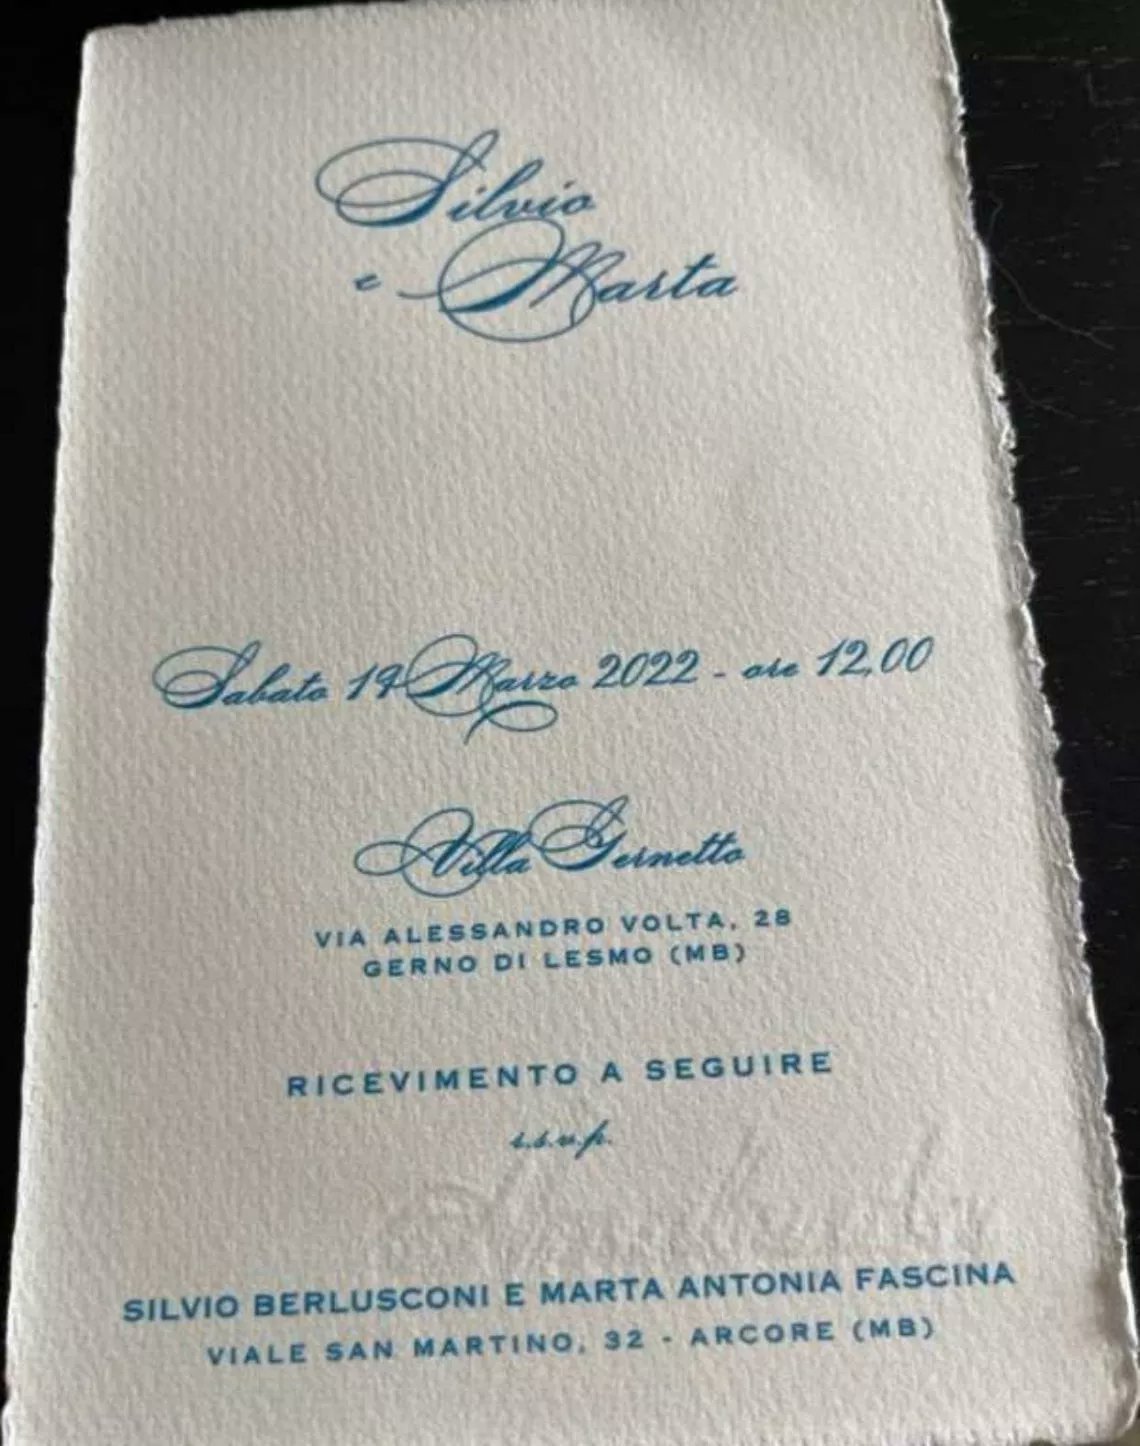 Silvio
e Marta
Sabato 19 Marzo 2022 - ore 12,00
Villa Gernetto
VIA ALESSANDRO VOLTA, 28
GERNO DI LESMO (MB)
RICEVIMENTO A SEGUIRE
r.s.v.p.
SILVIO BERLUSCONI E MARTA ANTONIA FASCINA
VIALE SAN MARTINO, 32 - ARCORE (MB)